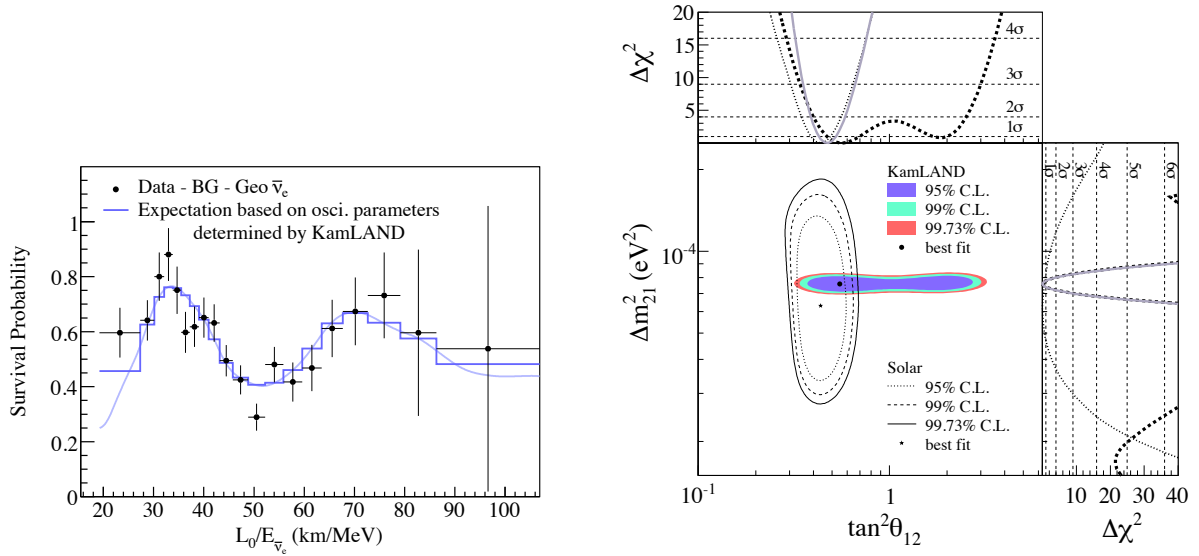 Data - BG - Geo ν̅e
Expectation based on osci. parameters
determined by KamLAND
1
0.8
0.6
0.4
0.2
0
Survival Probability
20 30 40 50 60 70 80 90 100
L0/Eν̅e (km/MeV)
20
15
10
5
Δχ²
4σ
3σ
2σ
1σ
KamLAND
95% C.L.
99% C.L.
99.73% C.L.
best fit
Solar
95% C.L.
99% C.L.
99.73% C.L.
best fit
10⁻⁴
Δm²21 (eV²)
10⁻¹ 1 10
tan²θ12
1σ 2σ 3σ 4σ 5σ 6σ
10 20 30 40
Δχ²